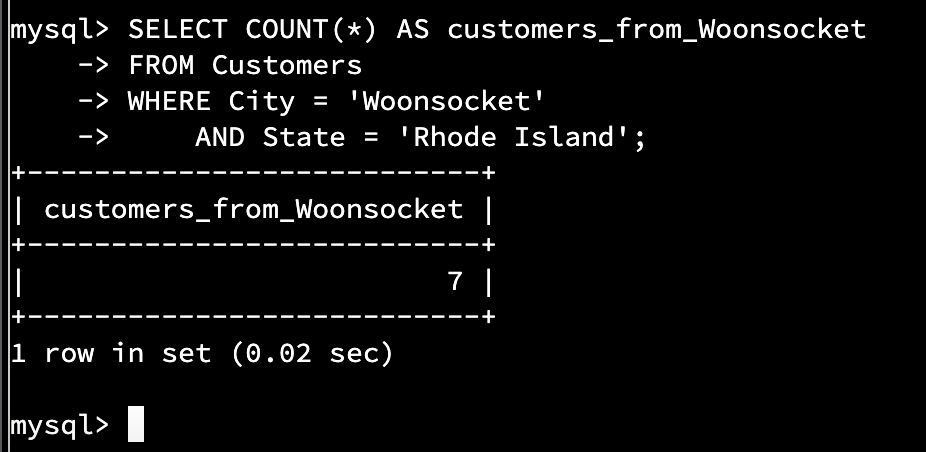 mysql> SELECT COUNT(*) AS customers_from_Woonsocket
    -> FROM Customers
    -> WHERE City = 'Woonsocket'
    ->     AND State = 'Rhode Island';
+---------------------------+
| customers_from_Woonsocket |
+---------------------------+
|                         7 |
+---------------------------+
1 row in set (0.02 sec)

mysql>